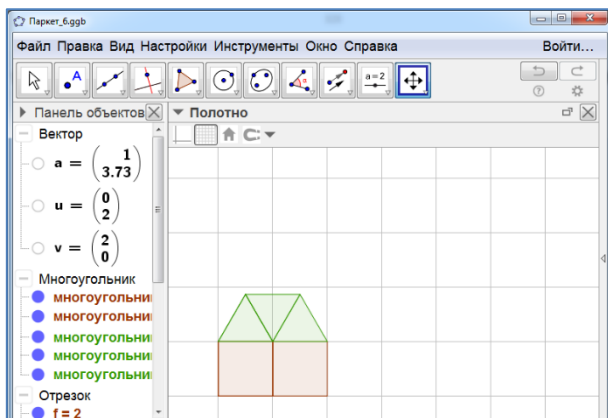 Паркет_6.ggb
Файл Правка Вид Настройки Инструменты Окно Справка Войти...
A a=2
Панель объектов Полотно
Вектор
a = (1 3.73)
u = (0 2)
v = (2 0)
Многоугольник
многоугольни
многоугольни
многоугольни
многоугольни
многоугольни
Отрезок
f = 2